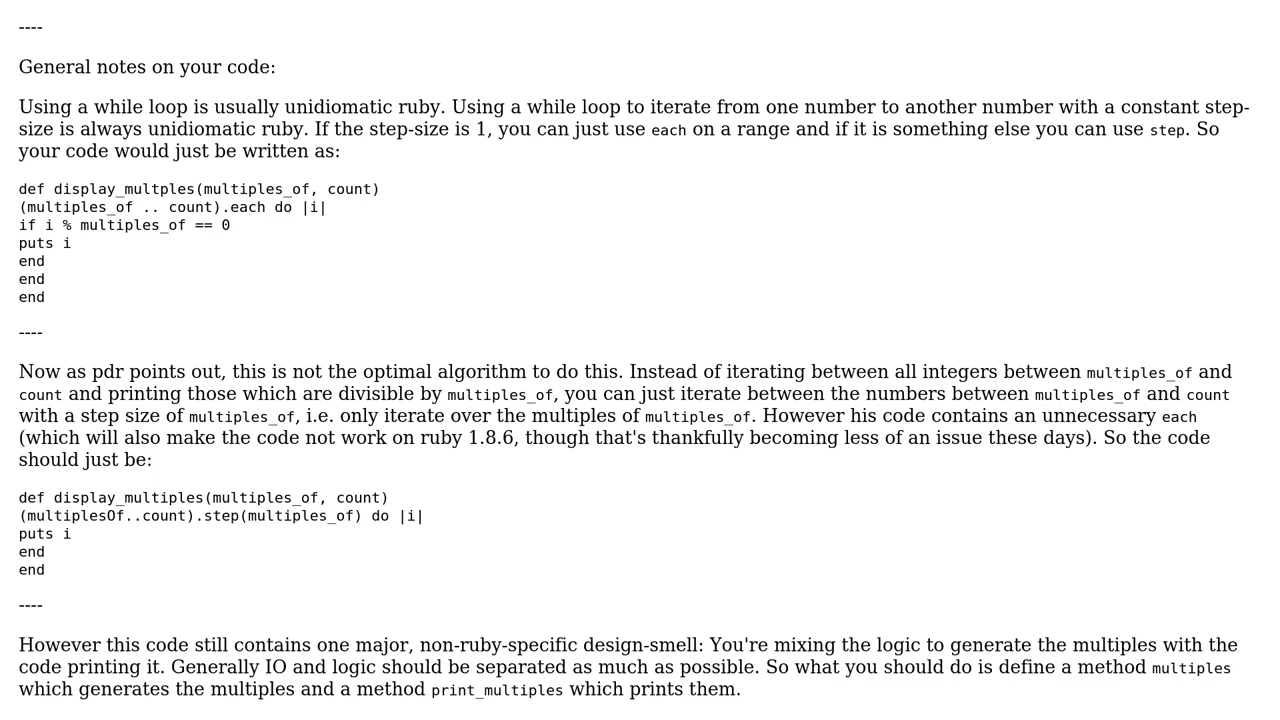 ----
General notes on your code:
Using a while loop is usually unidiomatic ruby. Using a while loop to iterate from one number to another number with a constant step-
size is always unidiomatic ruby. If the step-size is 1, you can just use each on a range and if it is something else you can use step. So
your code would just be written as:
def display_multples(multiples_of, count)
(multiples_of .. count).each do |i|
if i % multiples_of == 0
puts i
end
end
end
----
Now as pdr points out, this is not the optimal algorithm to do this. Instead of iterating between all integers between multiples_of and
count and printing those which are divisible by multiples_of, you can just iterate between the numbers between multiples_of and count
with a step size of multiples_of, i.e. only iterate over the multiples of multiples_of. However his code contains an unnecessary each
(which will also make the code not work on ruby 1.8.6, though that's thankfully becoming less of an issue these days). So the code
should just be:
def display_multiples(multiples_of, count)
(multiplesOf..count).step(multiples_of) do |i|
puts i
end
end
----
However this code still contains one major, non-ruby-specific design-smell: You're mixing the logic to generate the multiples with the
code printing it. Generally IO and logic should be separated as much as possible. So what you should do is define a method multiples
which generates the multiples and a method print_multiples which prints them.